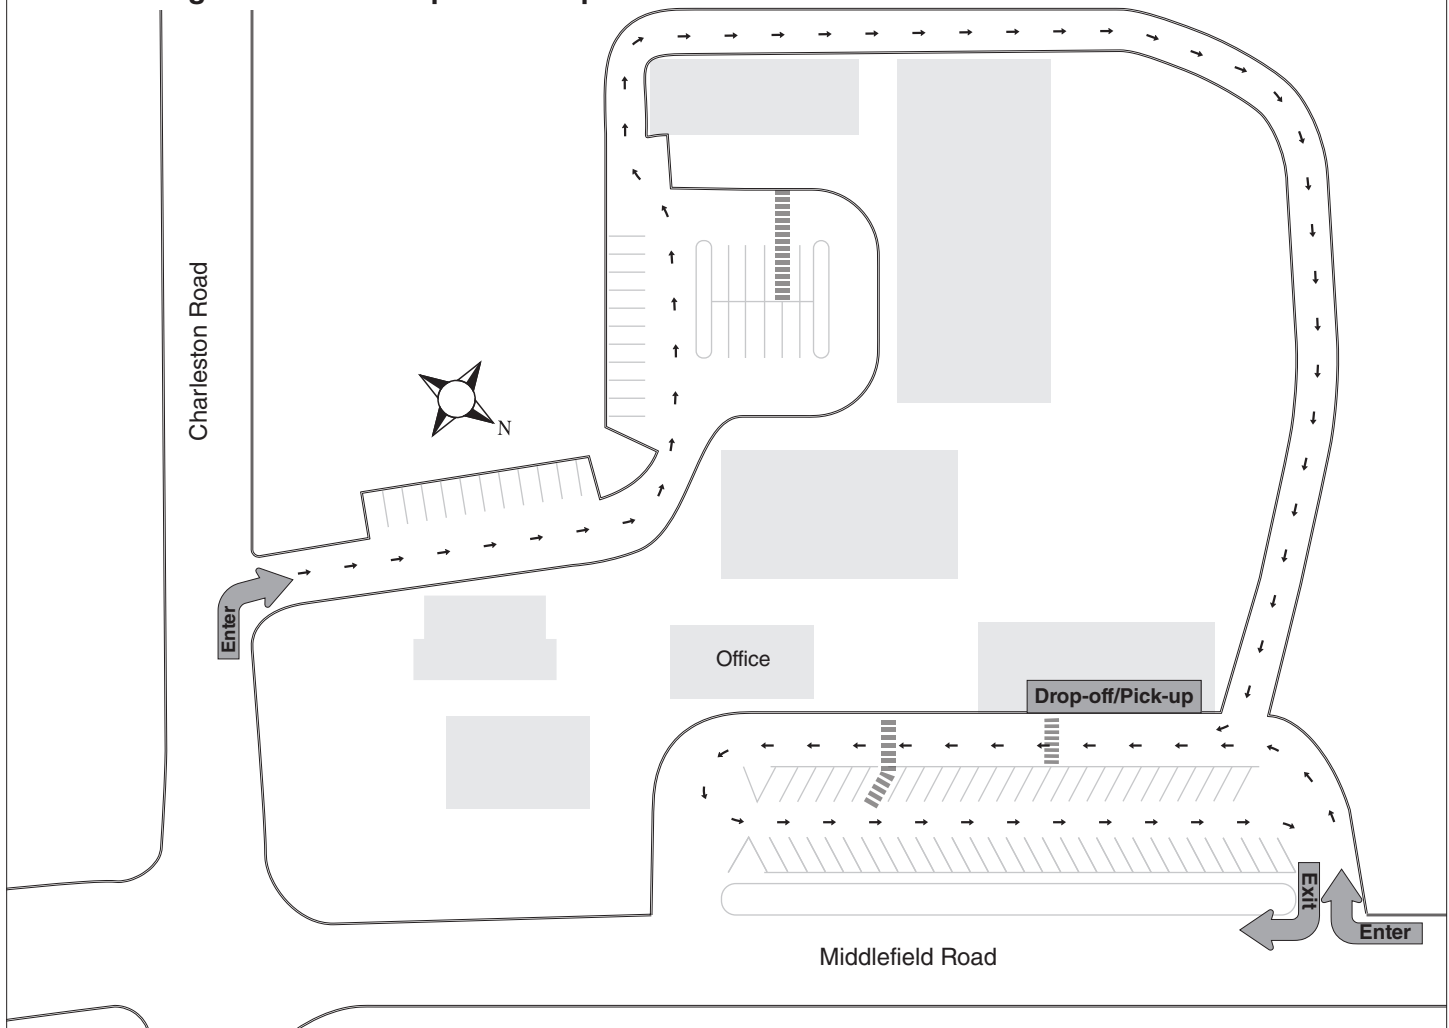 Charleston Road
N
Enter
Office
Drop-off/Pick-up
Exit
Enter
Middlefield Road